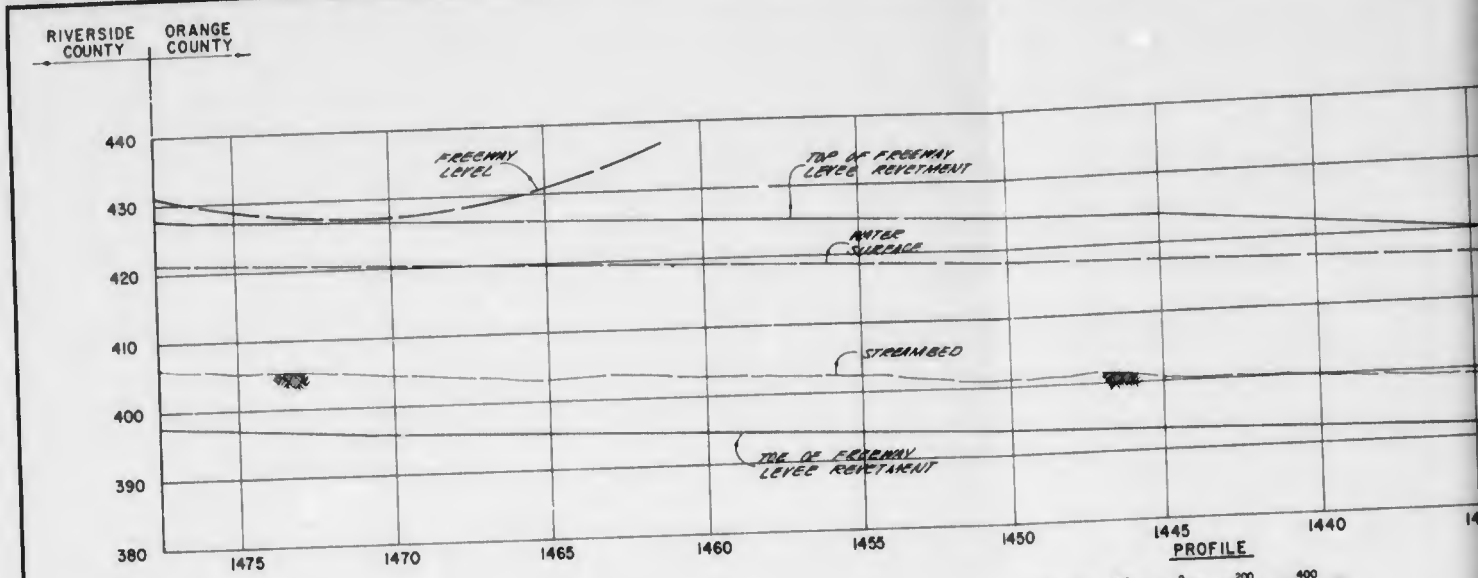 RIVERSIDE COUNTY
ORANGE COUNTY
440
430
420
410
400
390
380
FREEWAY
LEVEL
TOP OF FREEWAY
LEVEE REVETMENT
WATER
SURFACE
STREAMBED
TOE OF FREEWAY
LEVEE REVETMENT
1475
1470
1465
1460
1455
1450
1445
1440
PROFILE
200
400